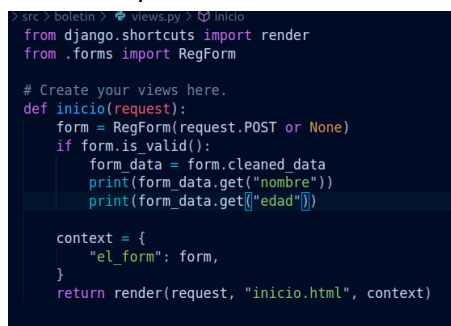 > src > boletin > views.py > inicio
from django.shortcuts import render
from .forms import RegForm
# Create your views here.
def inicio(request):
    form = RegForm(request.POST or None)
    if form.is_valid():
        form_data = form.cleaned_data
        print(form_data.get("nombre"))
        print(form_data.get("edad"))
    context = {
        "el_form": form,
    }
    return render(request, "inicio.html", context)